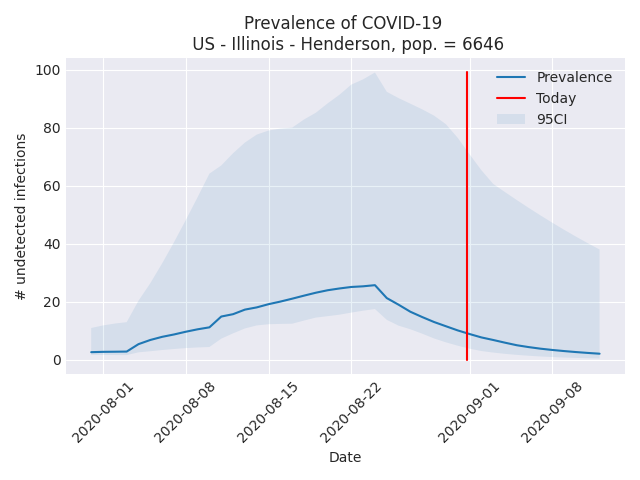 Prevalence of COVID-19
US - Illinois - Henderson, pop. = 6646
# undetected infections
100
80
60
40
20
0
Prevalence
Today
95CI
2020-08-01
2020-08-08
2020-08-15
2020-08-22
2020-09-01
2020-09-08
Date